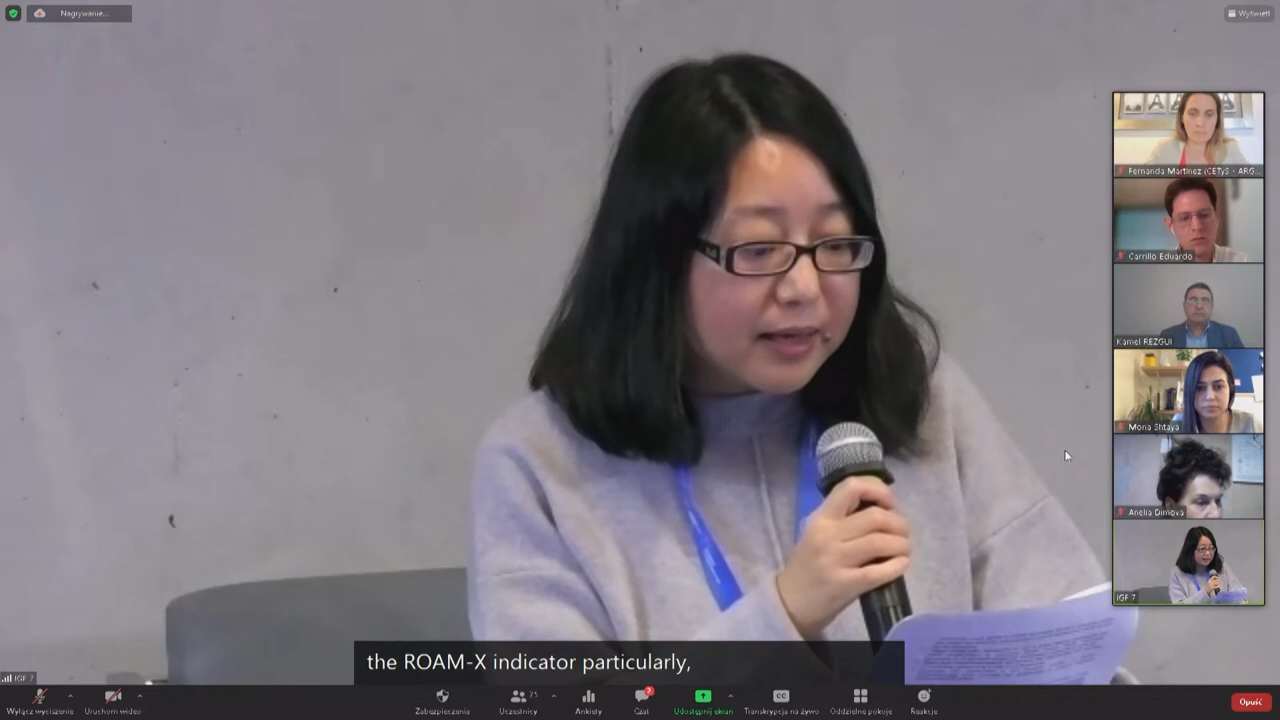 Nagrywanie...
Wyświetl
Fernanda Martinez (CETyS - ARG...
Carrillo Eduardo
Kamel REZGUI
Mona Shtaya
Anelia Dimova
IGF 7
the ROAM-X indicator particularly,
IGF 7
Wyłącz wyciszenie
Uruchom wideo
Zabezpieczenia
Uczestnicy
25
Ankiety
Czat
2
Udostępnij ekran
CC
Transkrypcja na żywo
Oddzielne pokoje
Reakcje
Opuść